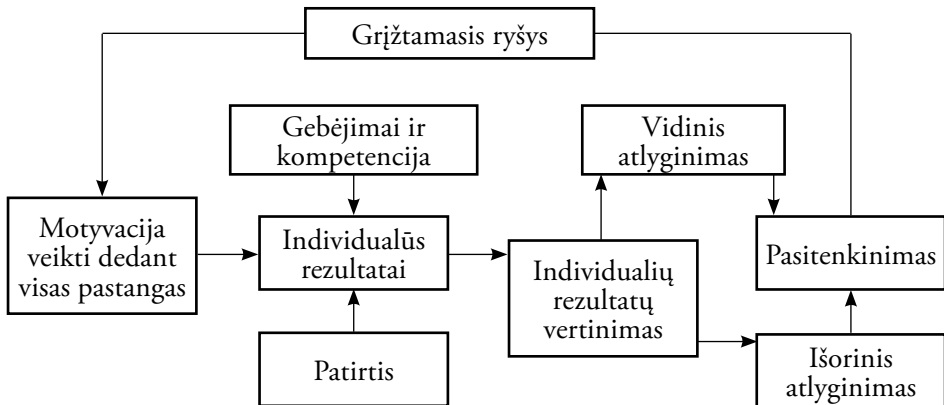 Grįžtamasis ryšys
Gebėjimai ir
kompetencija
Vidinis
atlyginimas
Motyvacija
veikti dedant
visas pastangas
Individualūs
rezultatai
Individualių
rezultatų
vertinimas
Pasitenkinimas
Patirtis
Išorinis
atlyginimas